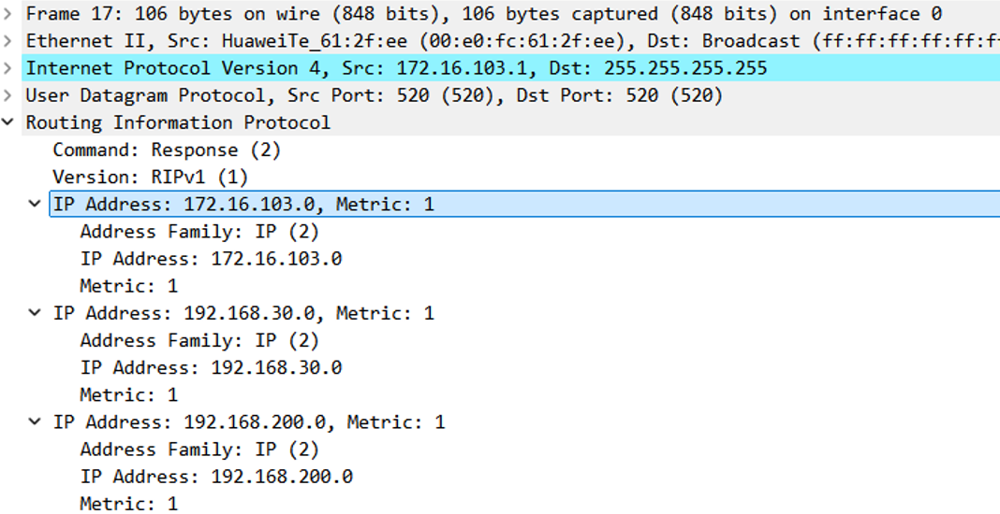 Frame 17: 106 bytes on wire (848 bits), 106 bytes captured (848 bits) on interface 0
Ethernet II, Src: HuaweiTe_61:2f:ee (00:e0:fc:61:2f:ee), Dst: Broadcast (ff:ff:ff:ff:ff:f
Internet Protocol Version 4, Src: 172.16.103.1, Dst: 255.255.255.255
User Datagram Protocol, Src Port: 520 (520), Dst Port: 520 (520)
Routing Information Protocol
Command: Response (2)
Version: RIPv1 (1)
IP Address: 172.16.103.0, Metric: 1
Address Family: IP (2)
IP Address: 172.16.103.0
Metric: 1
IP Address: 192.168.30.0, Metric: 1
Address Family: IP (2)
IP Address: 192.168.30.0
Metric: 1
IP Address: 192.168.200.0, Metric: 1
Address Family: IP (2)
IP Address: 192.168.200.0
Metric: 1